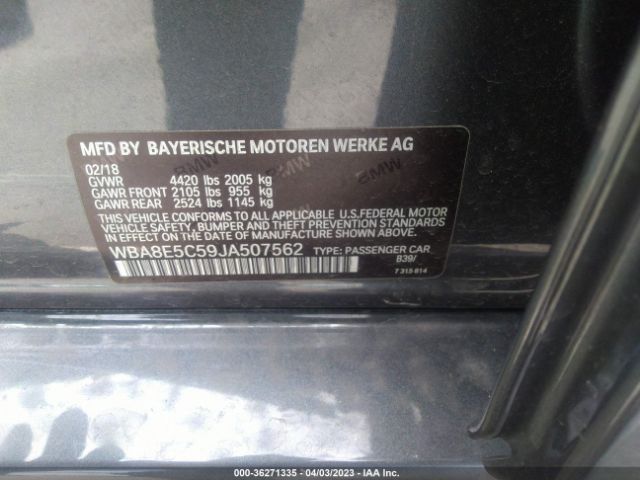 MFD BY BAYERISCHE MOTOREN WERKE AG
02/18
GVWR 4420 lbs 2005 kg
GAWR FRONT 2105 lbs 955 kg
GAWR REAR 2524 lbs 1145 kg
THIS VEHICLE CONFORMS TO ALL APPLICABLE U.S.FEDERAL MOTOR
VEHICLE SAFETY, BUMPER AND THEFT PREVENTION STANDARDS
IN EFFECT ON THE DATE OF MANUFACTURE SHOWN ABOVE.
WBA8E5C59JA507562 TYPE: PASSENGER CAR
B39/
7 315 614
000-36271335 - 04/03/2023 - IAA Inc.